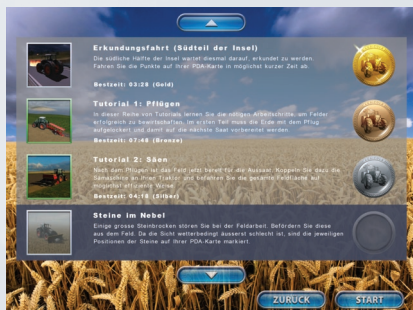 Erkundungsfahrt (Südteil der Insel)
Die südliche Hälfte der Insel wartet diesmal darauf, erkundet zu werden.
Fahren Sie die Punkte auf Ihrer PDA-Karte in möglichst kurzer Zeit ab.
Bestzeit: 03:28 (Gold)
Tutorial 1: Pflügen
In dieser Reihe von Tutorials lernen Sie die nötigen Arbeitschritte, um Felder
erfolgreich zu bewirtschaften. Im ersten Teil muss die Erde mit dem Pflug
aufgelockert und damit auf die nächste Saat vorbereitet werden.
Bestzeit: 07:46 (Bronze)
Tutorial 2: Säen
Nach dem Pflügen ist das Feld jetzt bereit für die Aussaat. Koppeln Sie dazu die
Sämaschine an Ihren Traktor und befahren Sie die gesamte Feldfläche auf
möglichst effiziente Weise.
Bestzeit: 04:18 (Silber)
Steine im Nebel
Einige grosse Steinbrocken stören Sie bei der Feldarbeit. Befördern Sie diese
aus dem Feld. Da die Sicht wetterbedingt äusserst schlecht ist, sind die jeweiligen
Positionen der Steine auf Ihrer PDA-Karte markiert.
ZURÜCK
START